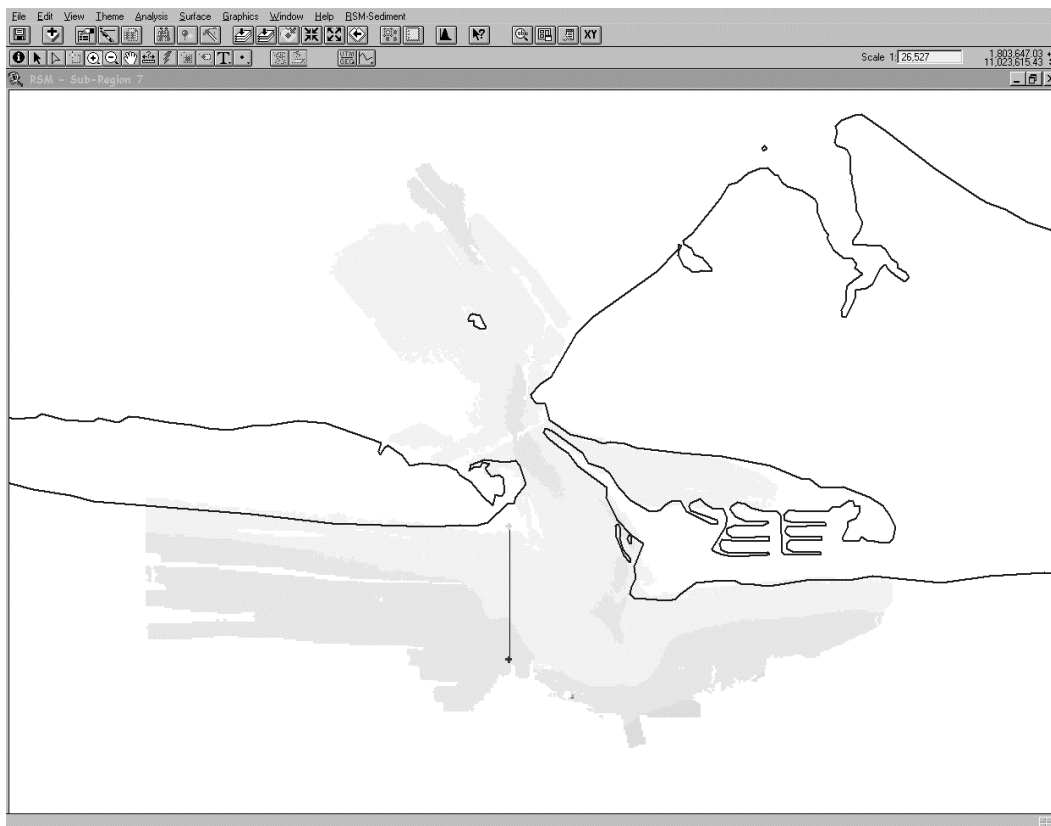 File Edit View Theme Analysis Surface Graphics Window Help RSM-Sediment
XY
T
Scale 1: 26,527
1,803,647.03
11,023,615.43
RSM - Sub-Region 7